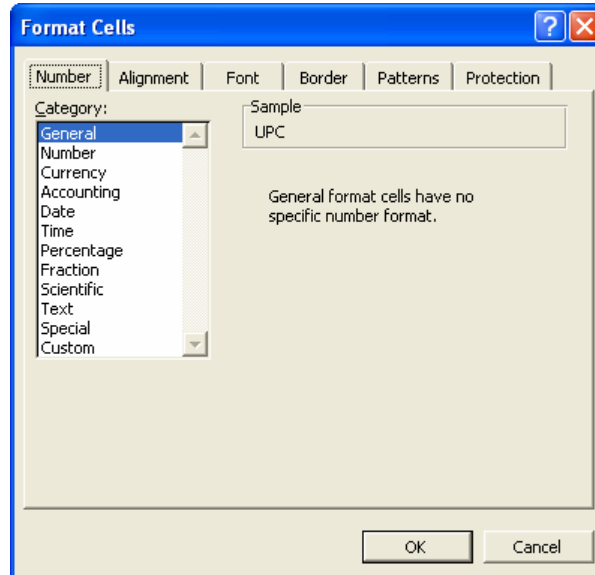 Format Cells
Number Alignment Font Border Patterns Protection
Category:
General
Number
Currency
Accounting
Date
Time
Percentage
Fraction
Scientific
Text
Special
Custom
Sample
UPC
General format cells have no
specific number format.
OK Cancel